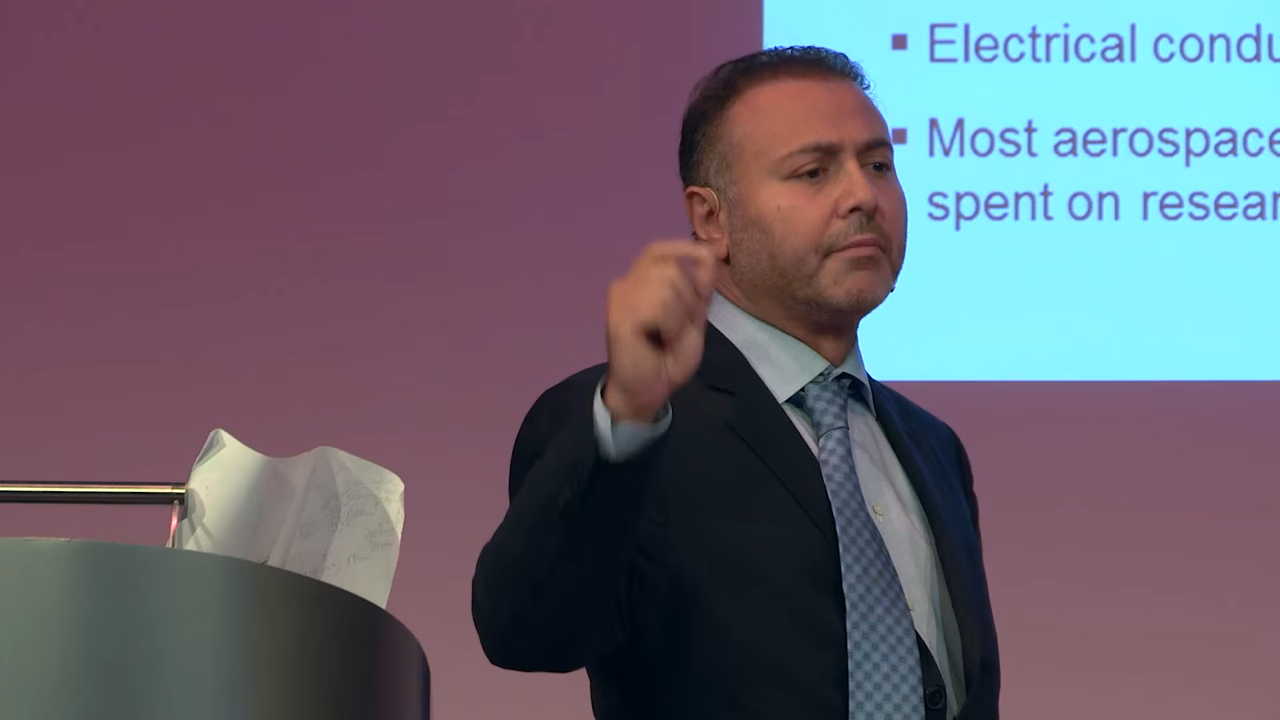 Electrical condu
Most aerospace
spent on resear